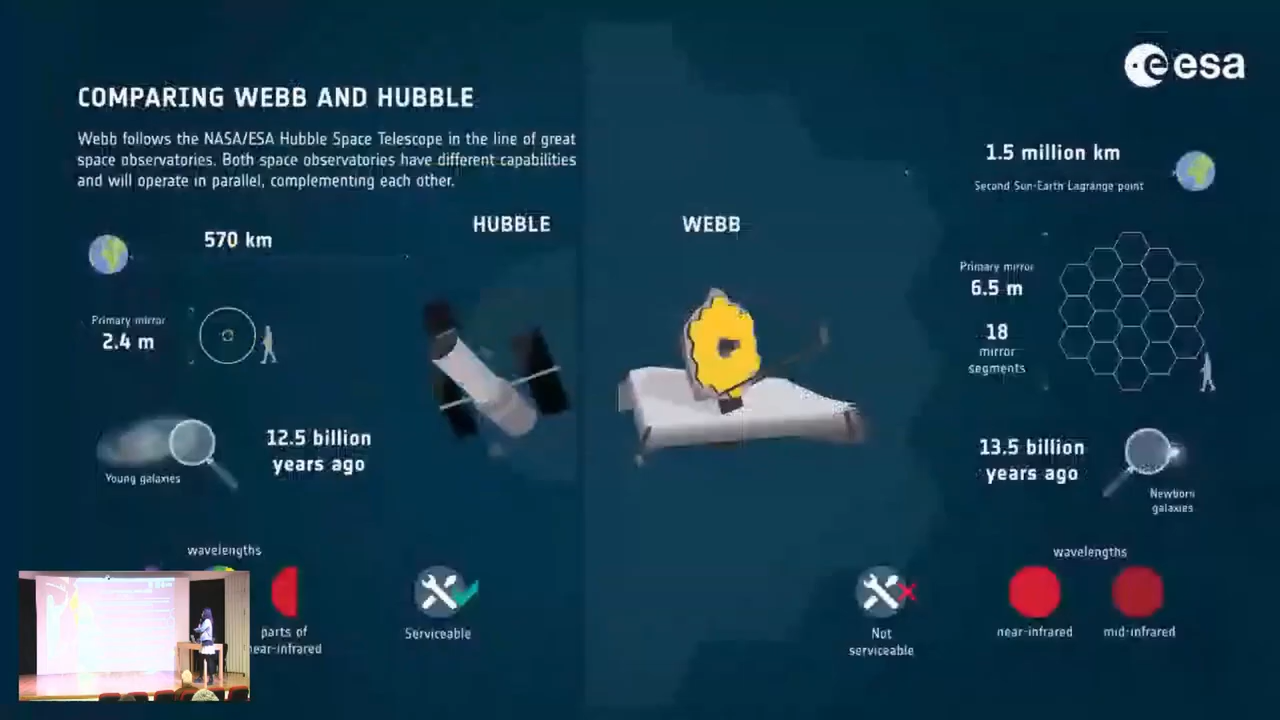 esa
COMPARING WEBB AND HUBBLE
Webb follows the NASA/ESA Hubble Space Telescope in the line of great
space observatories. Both space observatories have different capabilities
and will operate in parallel, complementing each other.
HUBBLE
570 km
Primary mirror
2.4 m
12.5 billion
years ago
Young galaxies
wavelengths
parts of
near-infrared
Serviceable
WEBB
1.5 million km
Second Sun-Earth Lagrange point
Primary mirror
6.5 m
18
mirror
segments
13.5 billion
years ago
Newborn
galaxies
wavelengths
Not
serviceable
near-infrared
mid-infrared